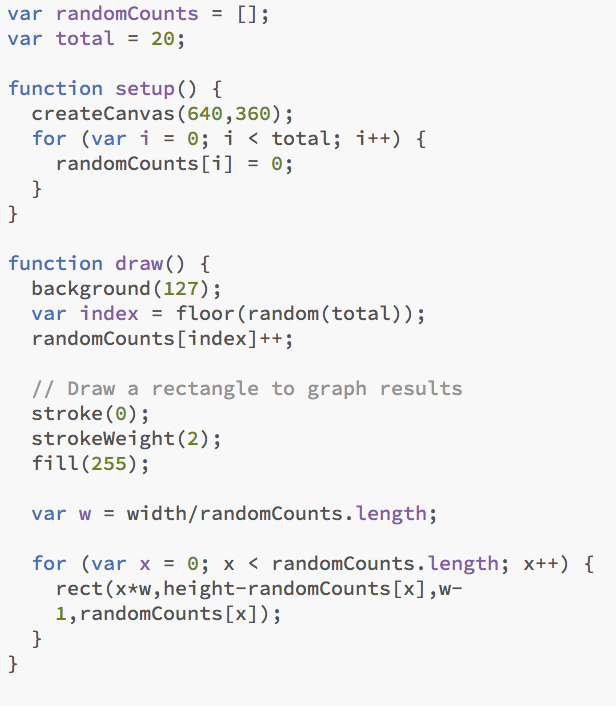 var randomCounts = [];
var total = 20;

function setup() {
  createCanvas(640,360);
  for (var i = 0; i < total; i++) {
    randomCounts[i] = 0;
  }
}

function draw() {
  background(127);
  var index = floor(random(total));
  randomCounts[index]++;

  // Draw a rectangle to graph results
  stroke(0);
  strokeWeight(2);
  fill(255);

  var w = width/randomCounts.length;

  for (var x = 0; x < randomCounts.length; x++) {
    rect(x*w,height-randomCounts[x],w-
    1,randomCounts[x]);
  }
}